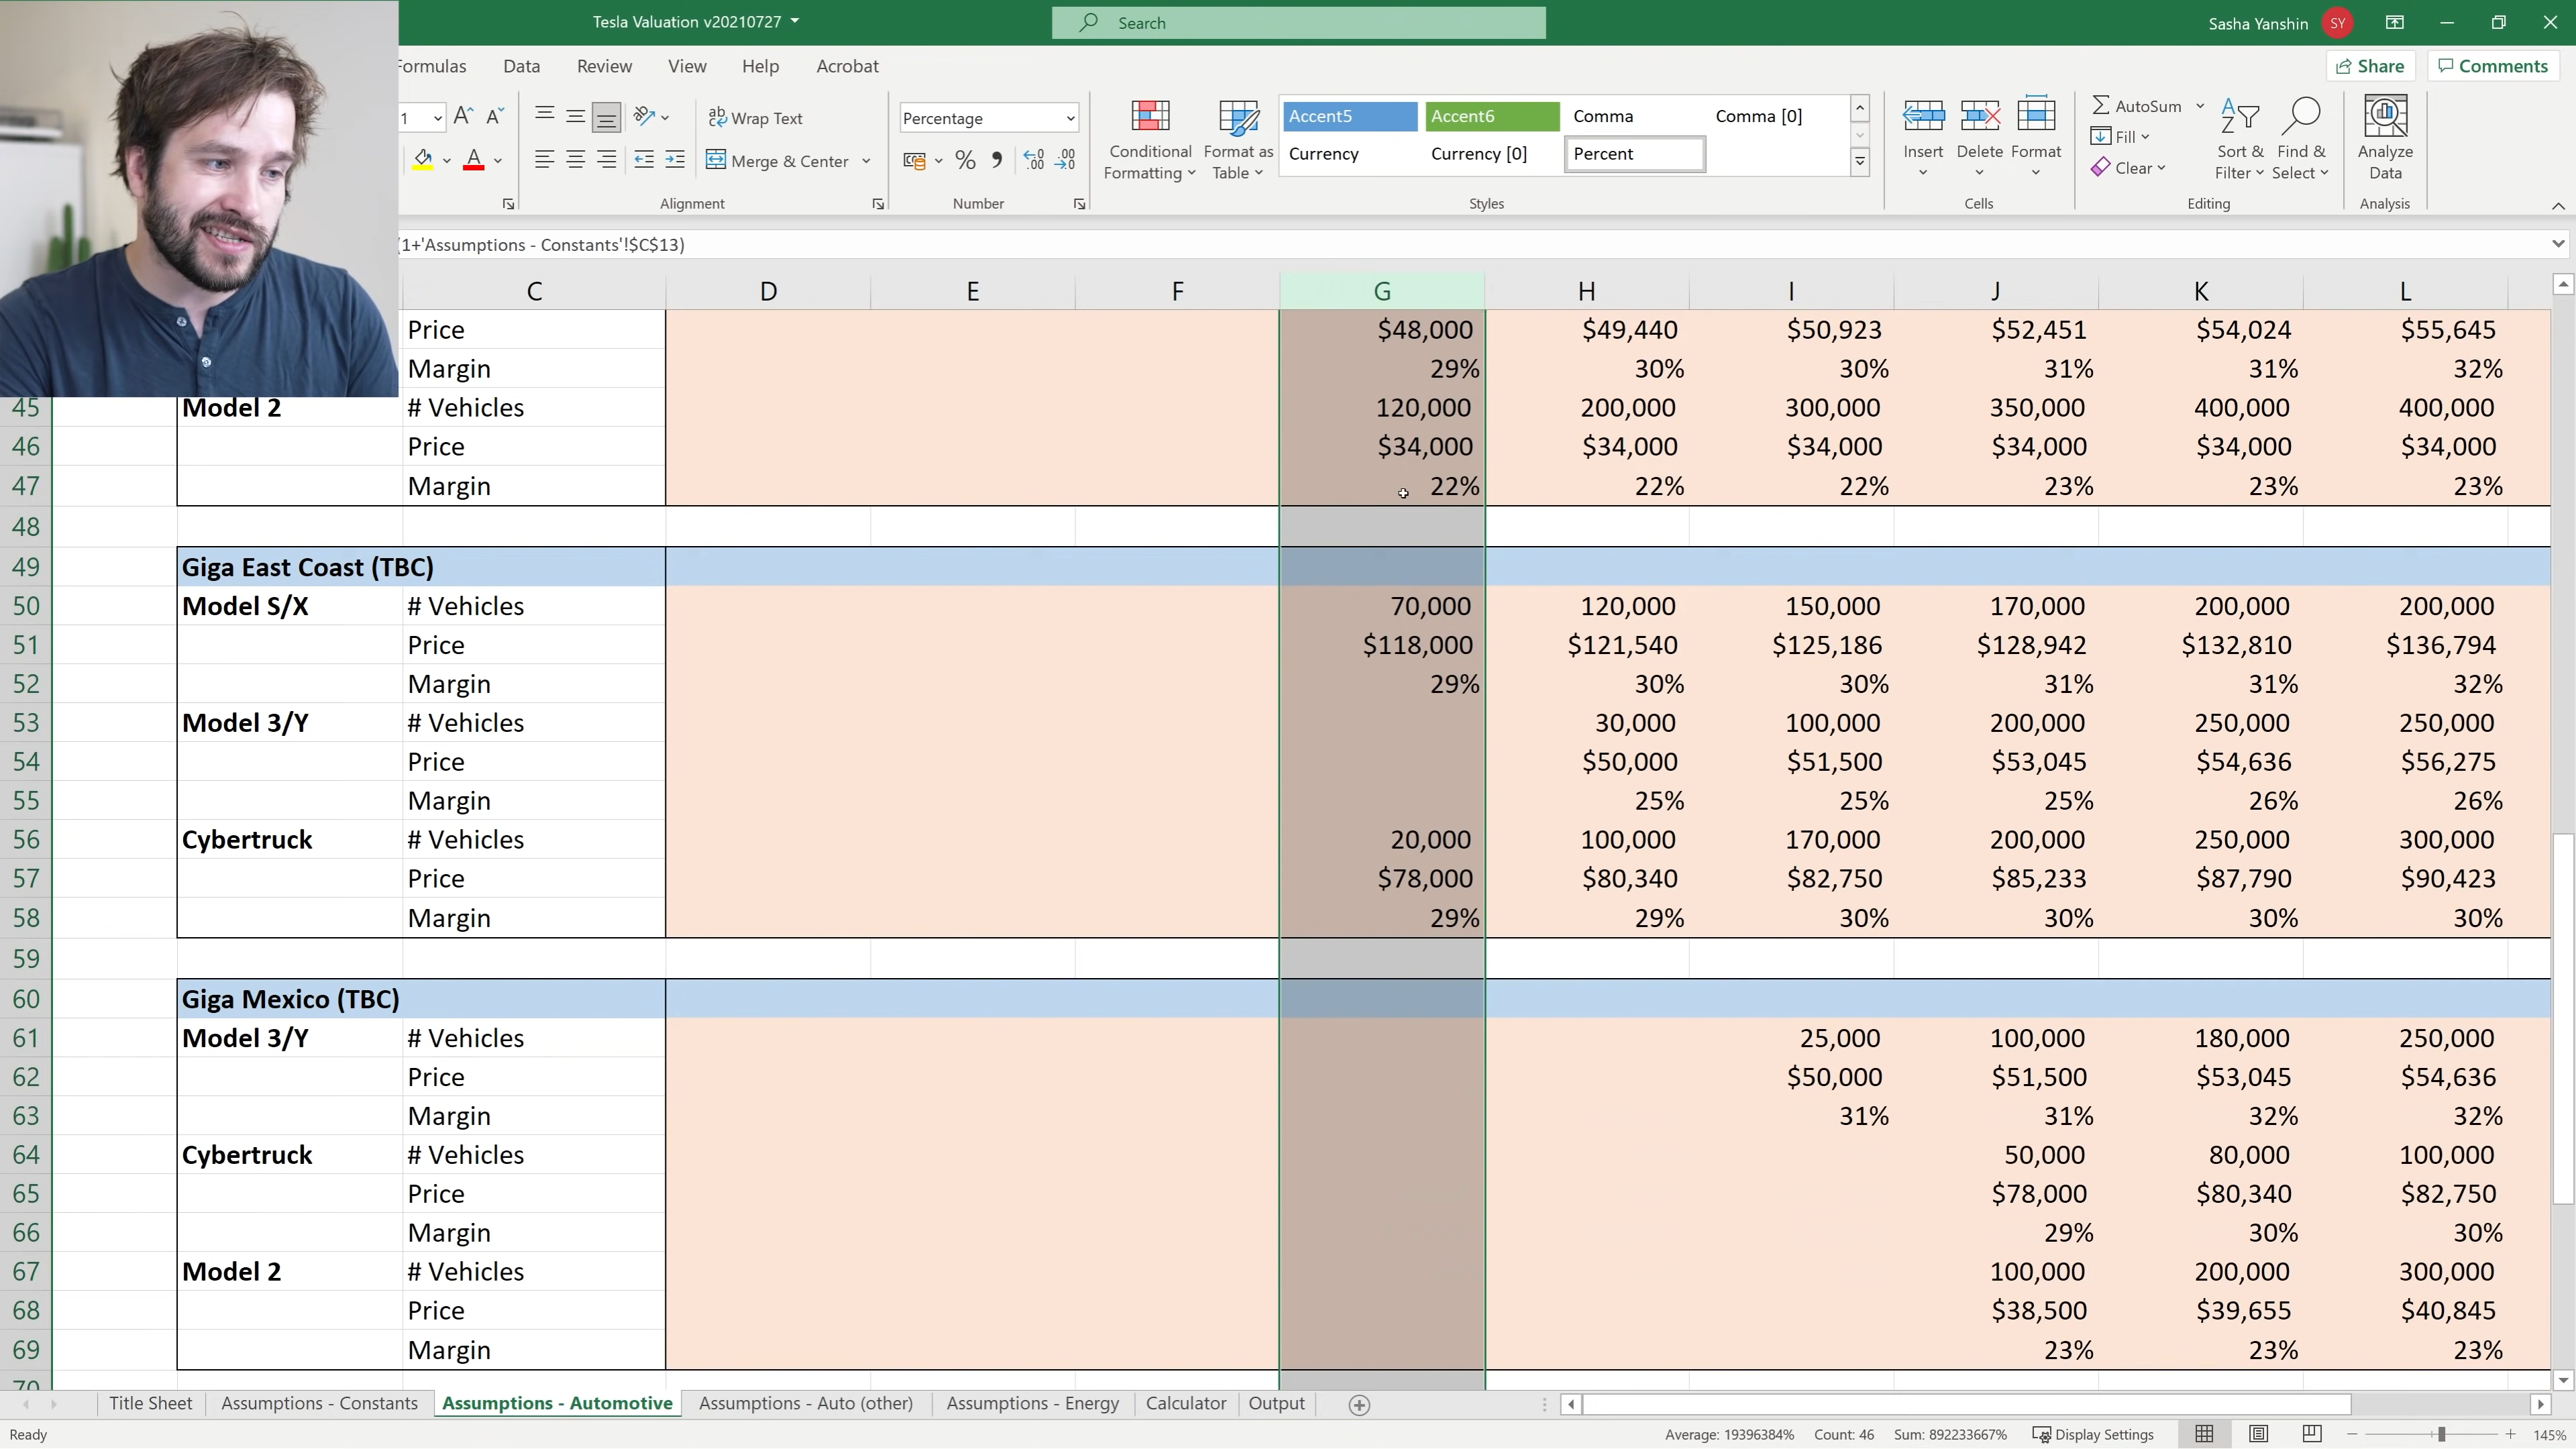 Tesla Valuation v20210727
Search
Sasha Yanshin
SY
Formulas Data Review View Help Acrobat
Share
Comments
1
Wrap Text
Merge & Center
Alignment
Percentage
Number
Conditional Formatting
Format as Table
Accent5 Accent6 Comma Comma [0]
Currency Currency [0] Percent
Styles
Insert Delete Format
Cells
AutoSum
Fill
Clear
Sort & Filter
Find & Select
Editing
Analyze Data
Analysis
(1+'Assumptions - Constants'!$C$13)
C D E F G H I J K L
Price $48,000 $49,440 $50,923 $52,451 $54,024 $55,645
Margin 29% 30% 30% 31% 31% 32%
45 Model 2 # Vehicles 120,000 200,000 300,000 350,000 400,000 400,000
46 Price $34,000 $34,000 $34,000 $34,000 $34,000 $34,000
47 Margin 22% 22% 22% 23% 23% 23%
48
49 Giga East Coast (TBC)
50 Model S/X # Vehicles 70,000 120,000 150,000 170,000 200,000 200,000
51 Price $118,000 $121,540 $125,186 $128,942 $132,810 $136,794
52 Margin 29% 30% 30% 31% 31% 32%
53 Model 3/Y # Vehicles 30,000 100,000 200,000 250,000 250,000
54 Price $50,000 $51,500 $53,045 $54,636 $56,275
55 Margin 25% 25% 25% 26% 26%
56 Cybertruck # Vehicles 20,000 100,000 170,000 200,000 250,000 300,000
57 Price $78,000 $80,340 $82,750 $85,233 $87,790 $90,423
58 Margin 29% 29% 30% 30% 30% 30%
59
60 Giga Mexico (TBC)
61 Model 3/Y # Vehicles 25,000 100,000 180,000 250,000
62 Price $50,000 $51,500 $53,045 $54,636
63 Margin 31% 31% 32% 32%
64 Cybertruck # Vehicles 50,000 80,000 100,000
65 Price $78,000 $80,340 $82,750
66 Margin 29% 30% 30%
67 Model 2 # Vehicles 100,000 200,000 300,000
68 Price $38,500 $39,655 $40,845
69 Margin 23% 23% 23%
70
Title Sheet Assumptions - Constants Assumptions - Automotive Assumptions - Auto (other) Assumptions - Energy Calculator Output
Ready Average: 19396384% Count: 46 Sum: 892233667% Display Settings 145%